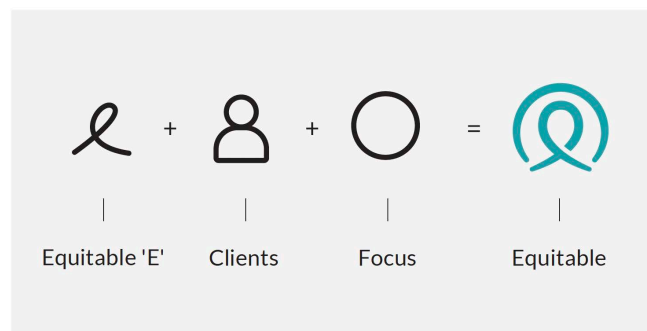 + + =
Equitable 'E' Clients Focus Equitable